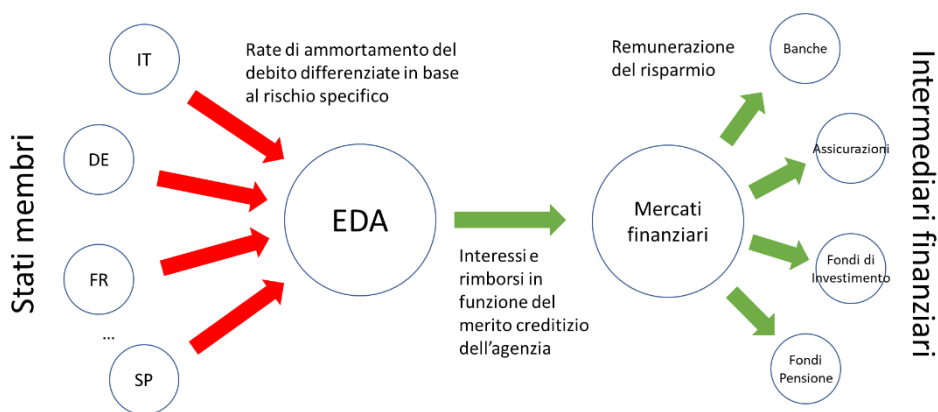 Stati membri
IT
DE
FR
...
SP
Rate di ammortamento del
debito differenziate in base
al rischio specifico
EDA
Interessi e
rimborsi in
funzione del
merito creditizio
dell'agenzia
Remunerazione
del risparmio
Mercati
finanziari
Banche
Assicurazioni
Fondi di
Investimento
Fondi
Pensione
Intermediari finanziari